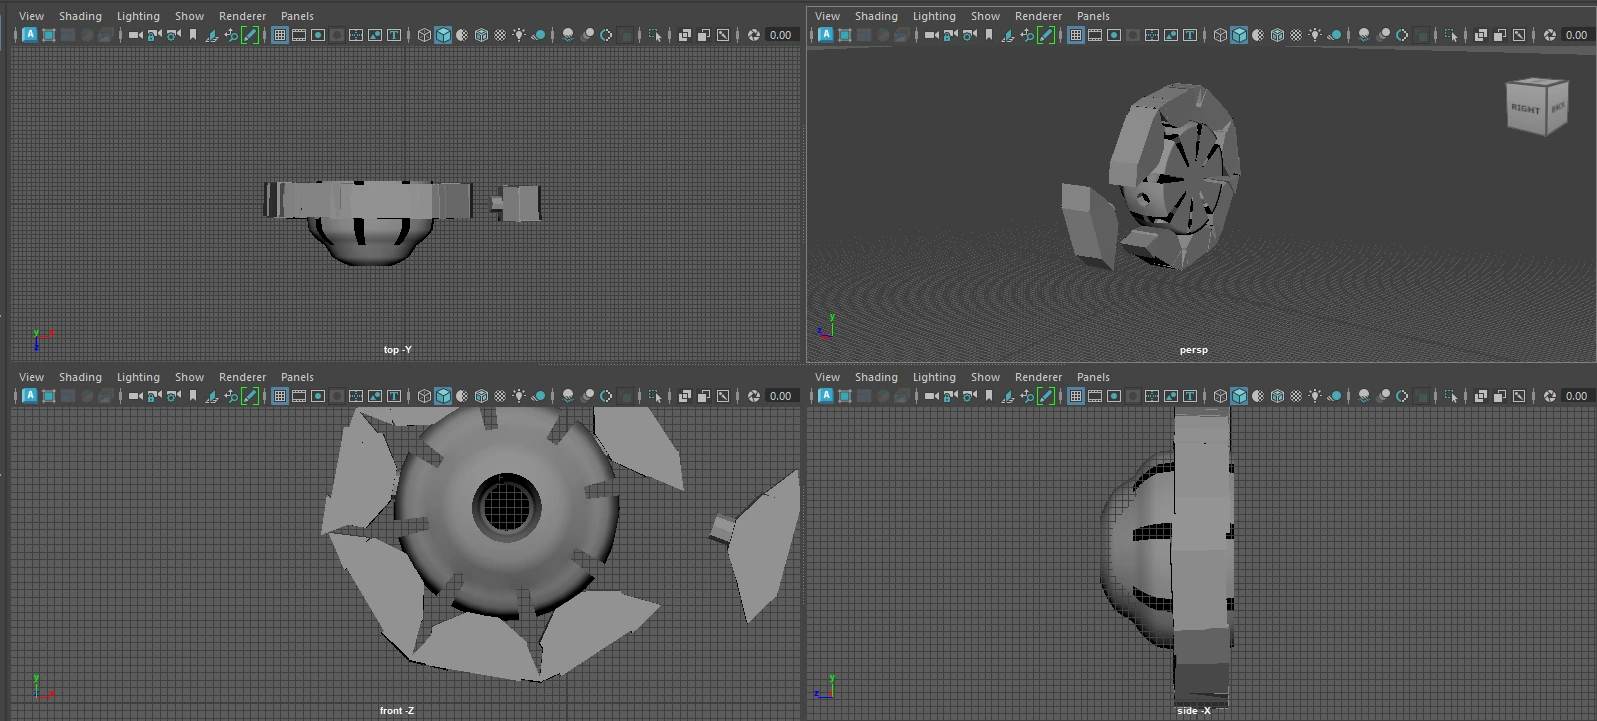 View Shading Lighting Show Renderer Panels
A T 0.00
top -Y
View Shading Lighting Show Renderer Panels
A T 0.00
RIGHT BACK
persp
View Shading Lighting Show Renderer Panels
A T 0.00
front -Z
View Shading Lighting Show Renderer Panels
A T 0.00
side -X